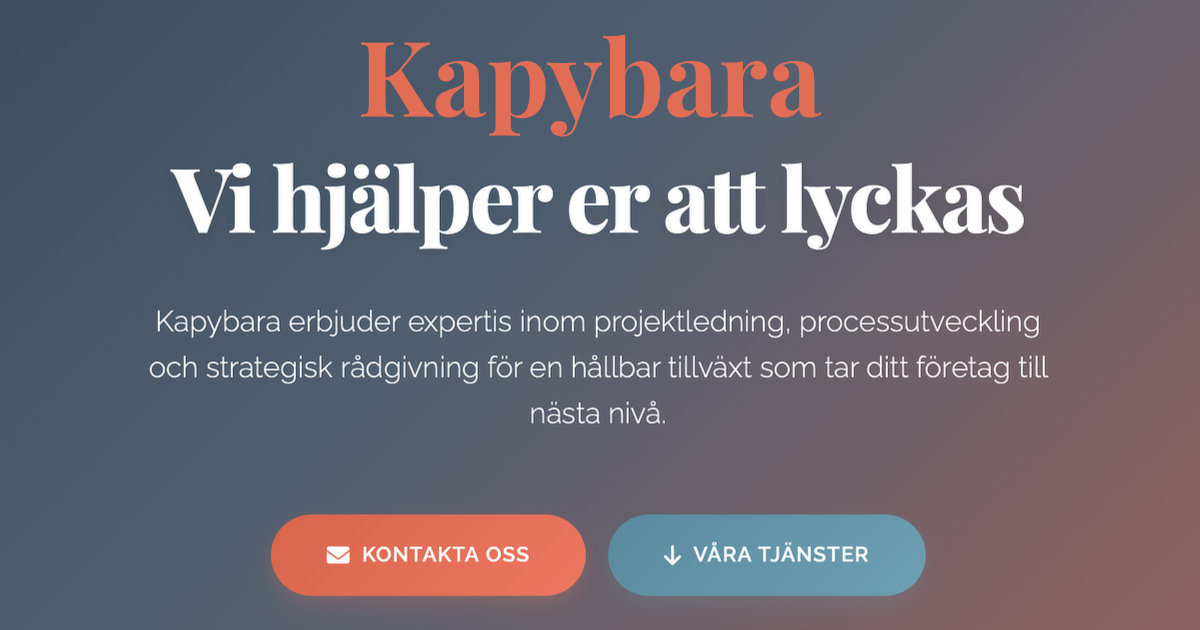 Kapybara
Vi hjälper er att lyckas
Kapybara erbjuder expertis inom projektledning, processutveckling
och strategisk rådgivning för en hållbar tillväxt som tar ditt företag till
nästa nivå.
KONTAKTA OSS
VÅRA TJÄNSTER